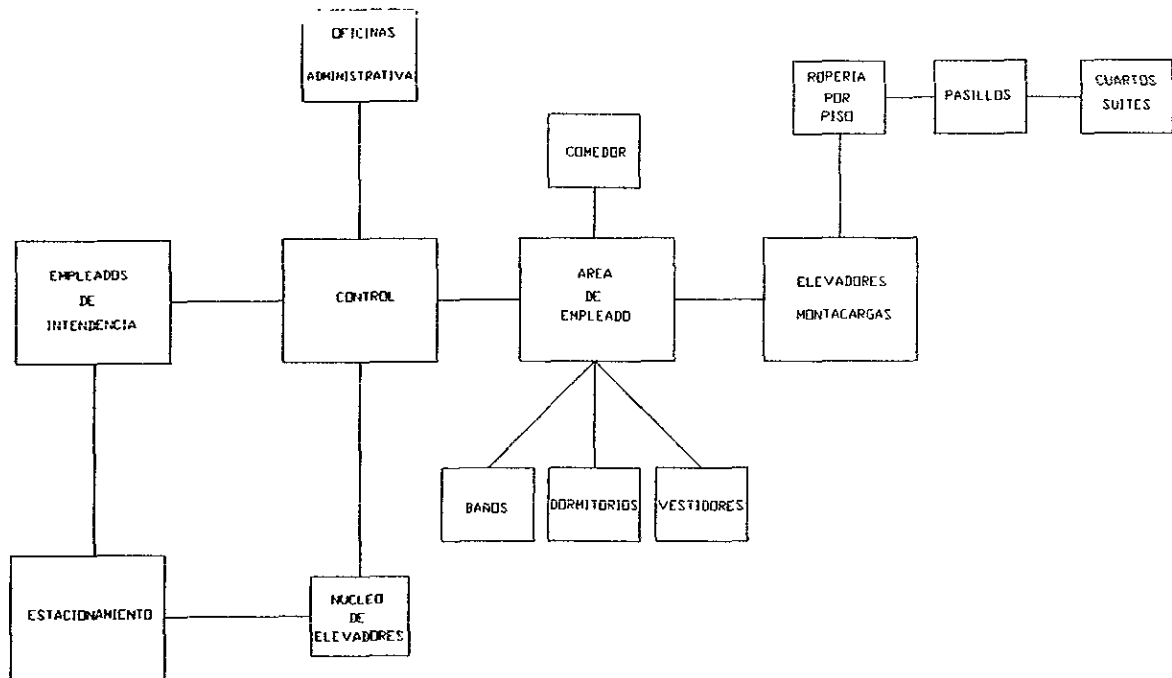 OFICINAS
ADMINISTRATIVA
ROPERIA
POR
PISO
PASILLOS
CUARTOS
SUITES
COMEDOR
EMPLEADOS
DE
INTENDENCIA
CONTROL
AREA
DE
EMPLEADO
ELEVADORES
MONTACARGAS
BAÑOS
DORMITORIOS
VESTIDORES
ESTACIONAMIENTO
NUCLEO
DE
ELEVADORES